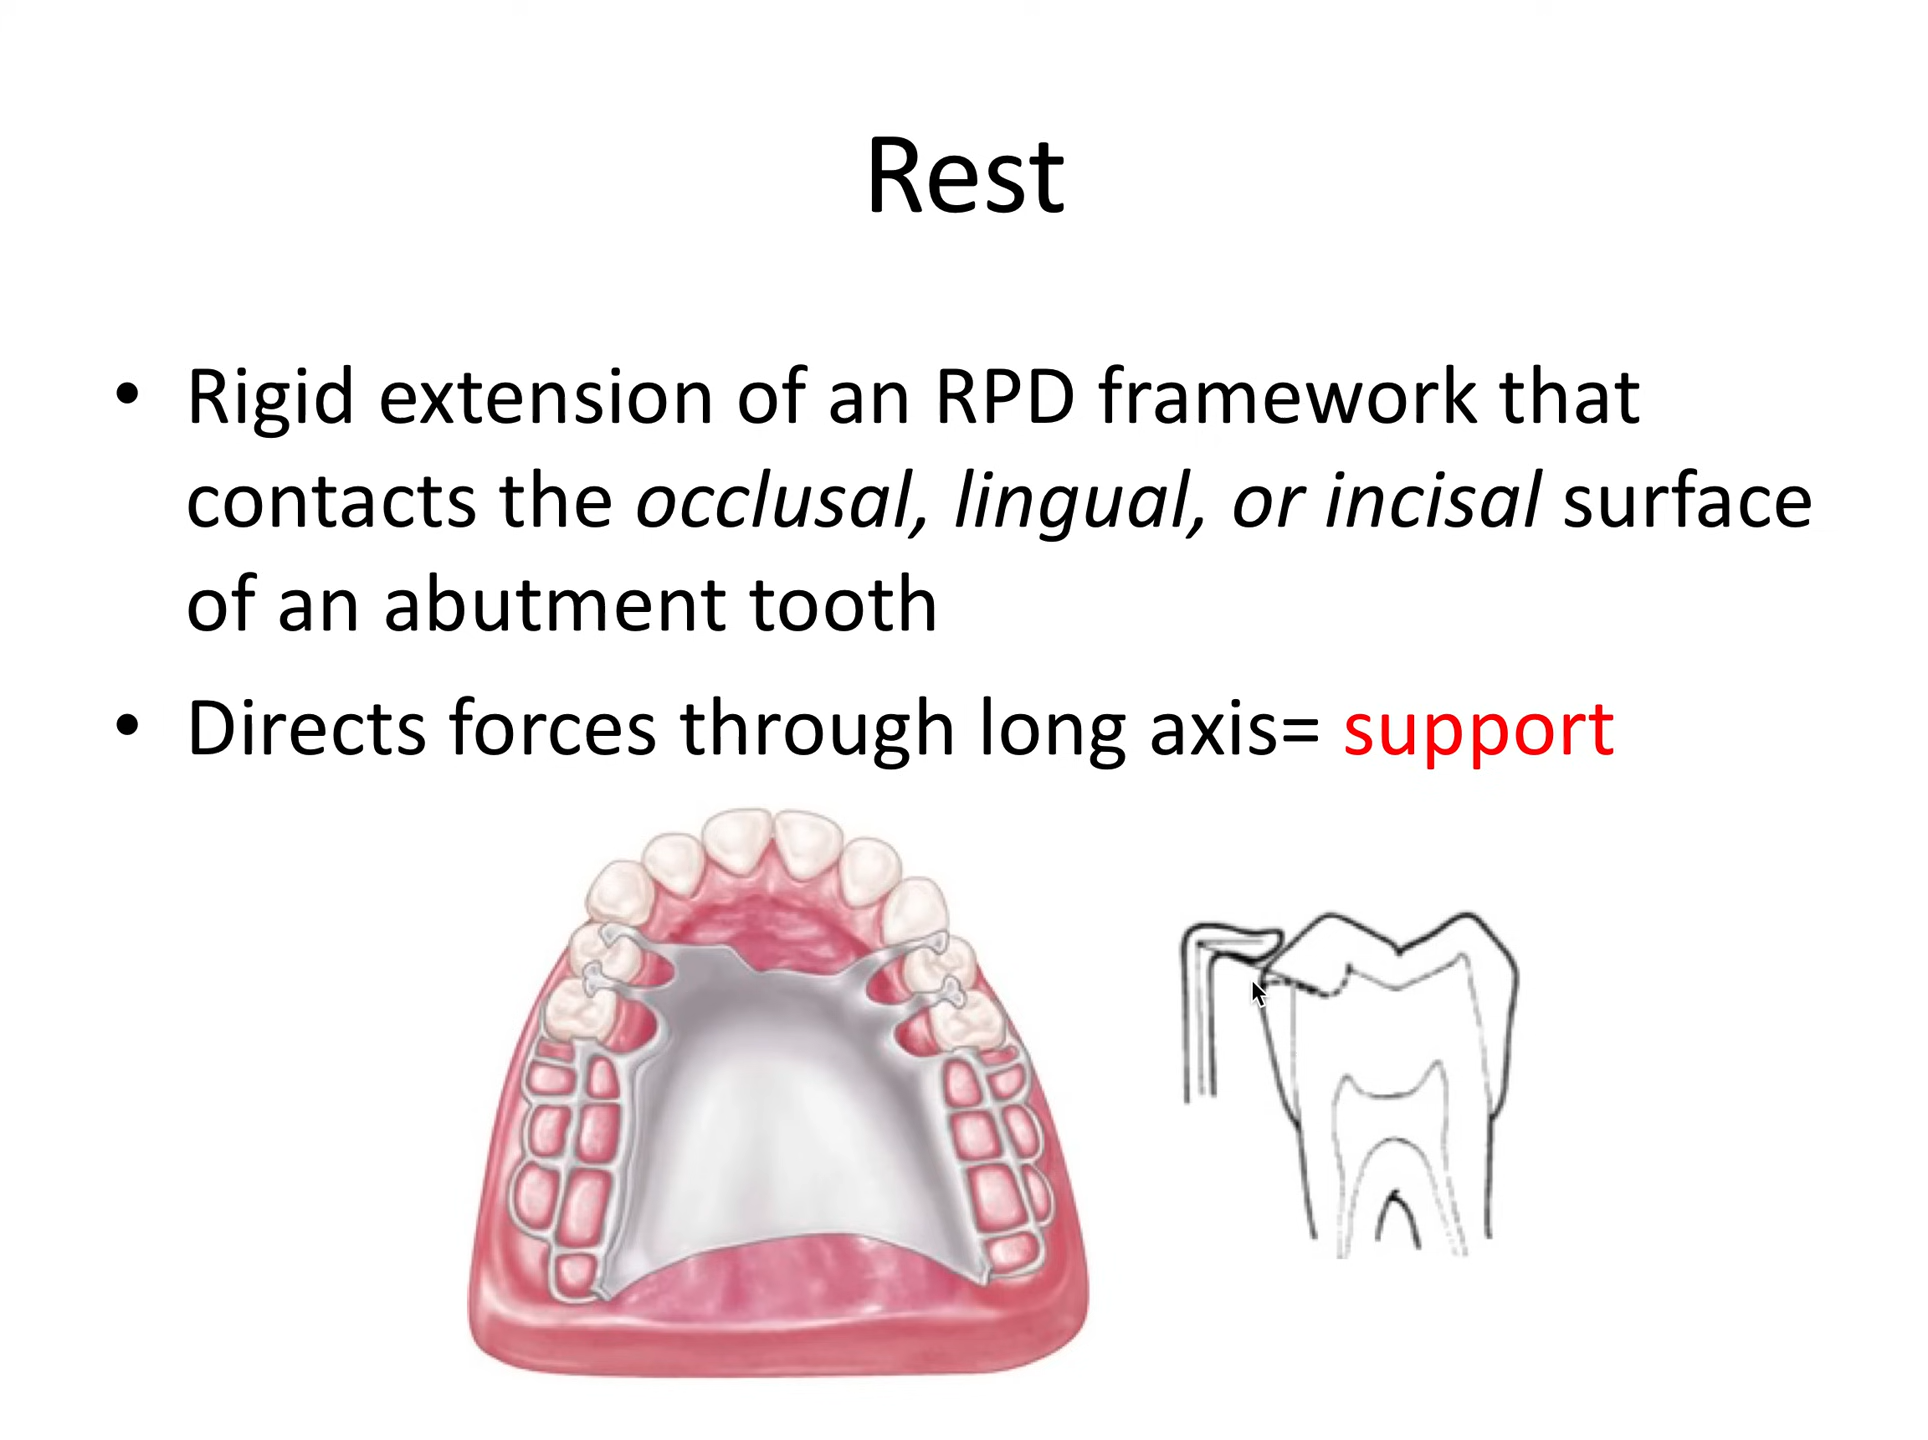 Rest
• Rigid extension of an RPD framework that
contacts the occlusal, lingual, or incisal surface
of an abutment tooth
• Directs forces through long axis= support